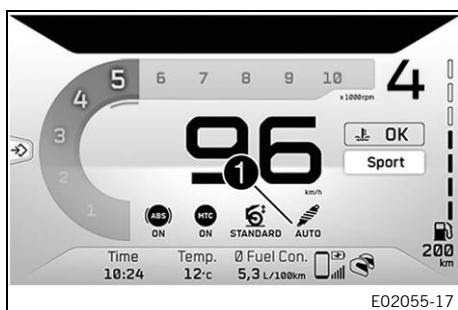 1 2 3 4 5 6 7 8 9 10
x1000rpm
4
96
km/h
OK
Sport
1
ABS
ON
MTC
ON
STANDARD
AUTO
200
km
Time
10:24
Temp.
12°C
Ø Fuel Con.
5,3 L/100km
E02055-17